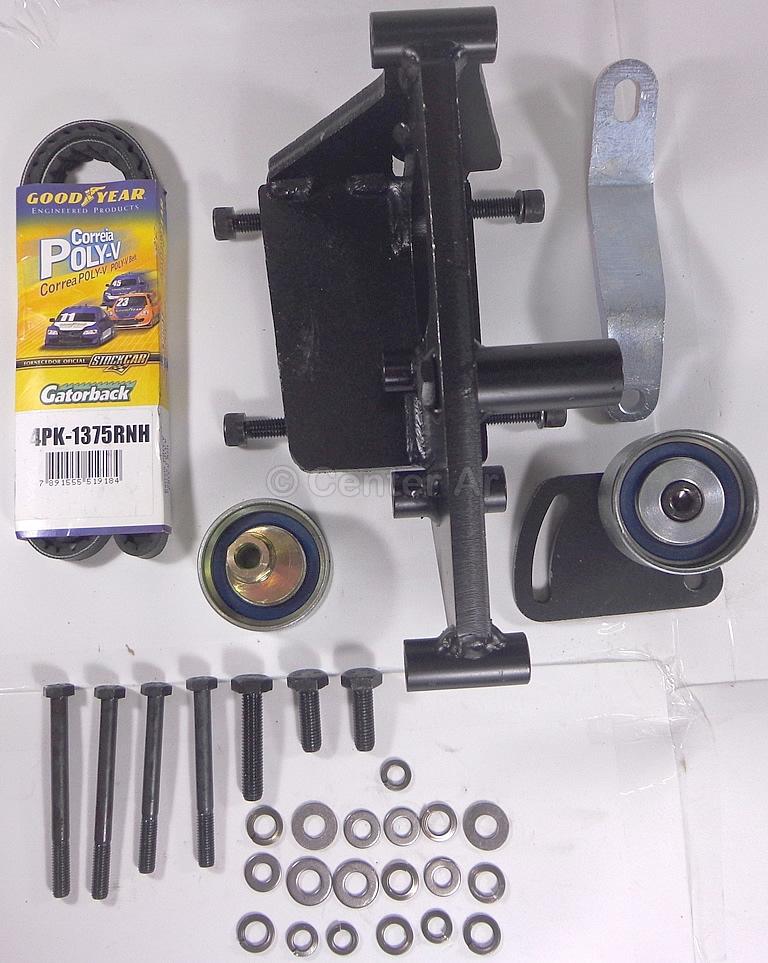 GOODYEAR
ENGINEERED PRODUCTS
Correia
POLY-V
Correa POLY-V POLY-V Belt
45
23
11
FORNECEDOR OFICIAL STOCKCAR
Gatorback
4PK-1375RNH
7 891555 519184
© Center Ar